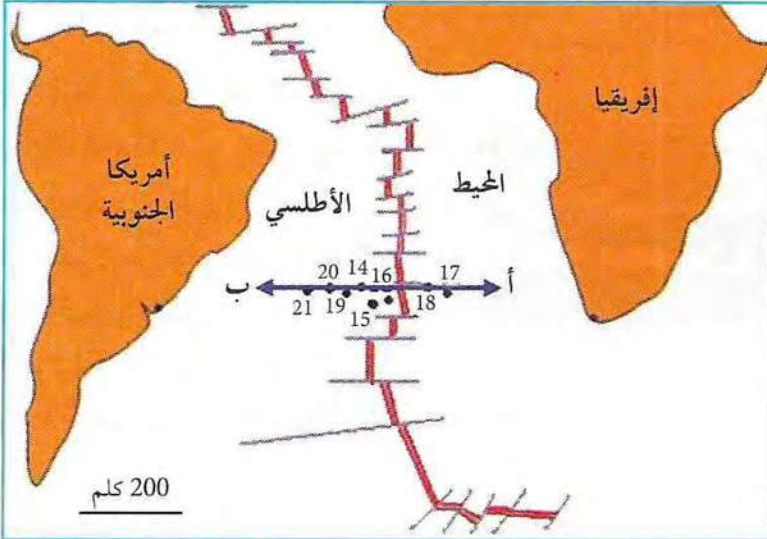 إفريقيا
أمريكا
الجنوبية
المحيط
الأطلسي
أ
17
18
16
14
20
ب
15
19
21
200 كلم